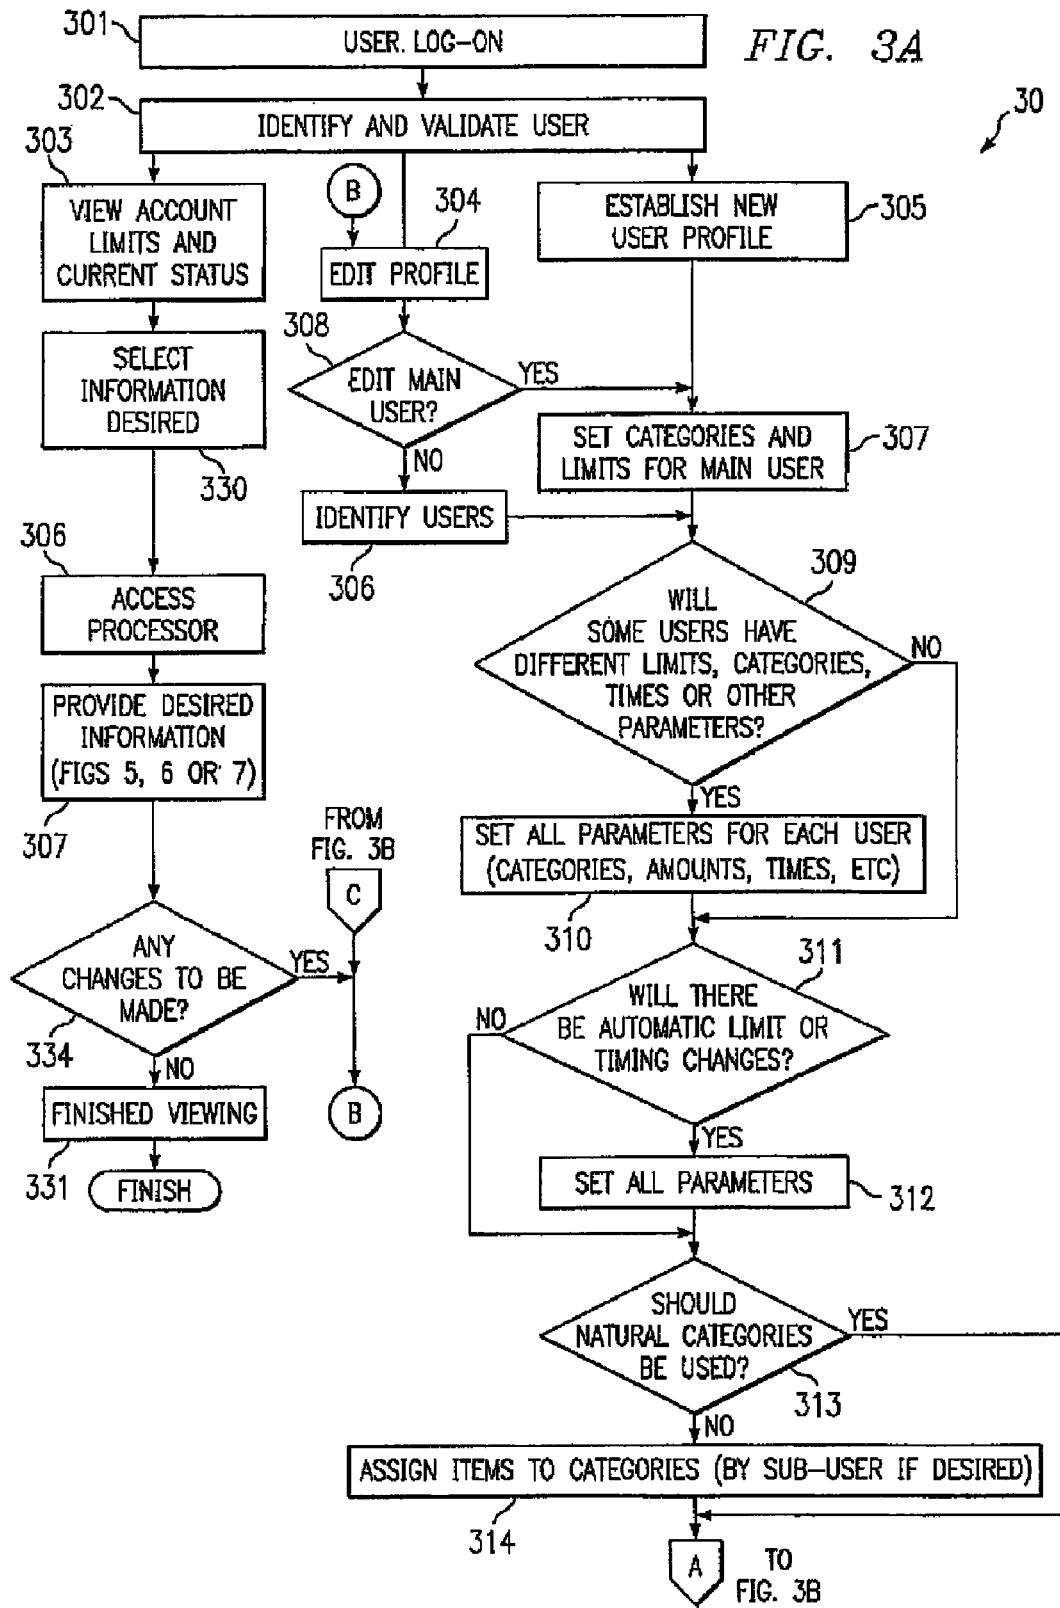 301
USER. LOG-ON
FIG. 3A
302
IDENTIFY AND VALIDATE USER
30
303
VIEW ACCOUNT
LIMITS AND
CURRENT STATUS
B
304
EDIT PROFILE
ESTABLISH NEW
USER PROFILE
305
308
EDIT MAIN
USER?
YES
NO
SELECT
INFORMATION
DESIRED
330
SET CATEGORIES AND
LIMITS FOR MAIN USER
307
IDENTIFY USERS
306
306
ACCESS
PROCESSOR
309
WILL
SOME USERS HAVE
DIFFERENT LIMITS, CATEGORIES,
TIMES OR OTHER
PARAMETERS?
NO
YES
PROVIDE DESIRED
INFORMATION
(FIGS 5, 6 OR' 7)
307
FROM
FIG. 3B
C
SET ALL PARAMETERS FOR EACH USER
(CATEGORIES, AMOUNTS, TIMES, ETC)
310
ANY
CHANGES TO BE
MADE?
YES
334
NO
311
WILL THERE
BE AUTOMATIC LIMIT OR
TIMING CHANGES?
NO
YES
FINISHED VIEWING
331
FINISH
B
SET ALL PARAMETERS
312
SHOULD
NATURAL CATEGORIES
BE USED?
YES
313
NO
ASSIGN ITEMS TO CATEGORIES (BY SUB-USER IF DESIRED)
314
A
TO
FIG. 3B